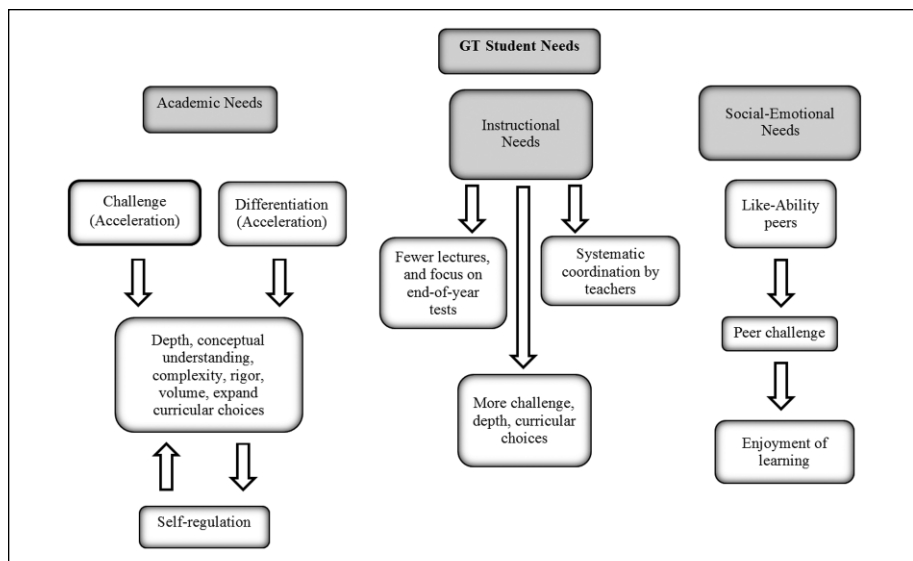 GT Student Needs
Academic Needs
Instructional
Needs
Social-Emotional
Needs
Challenge
(Acceleration)
Differentiation
(Acceleration)
Like-Ability
peers
Fewer lectures,
and focus on
end-of-year
tests
Systematic
coordination by
teachers
Depth, conceptual
understanding,
complexity, rigor,
volume, expand
curricular choices
Peer challenge
More challenge,
depth, curricular
choices
Enjoyment of
learning
Self-regulation